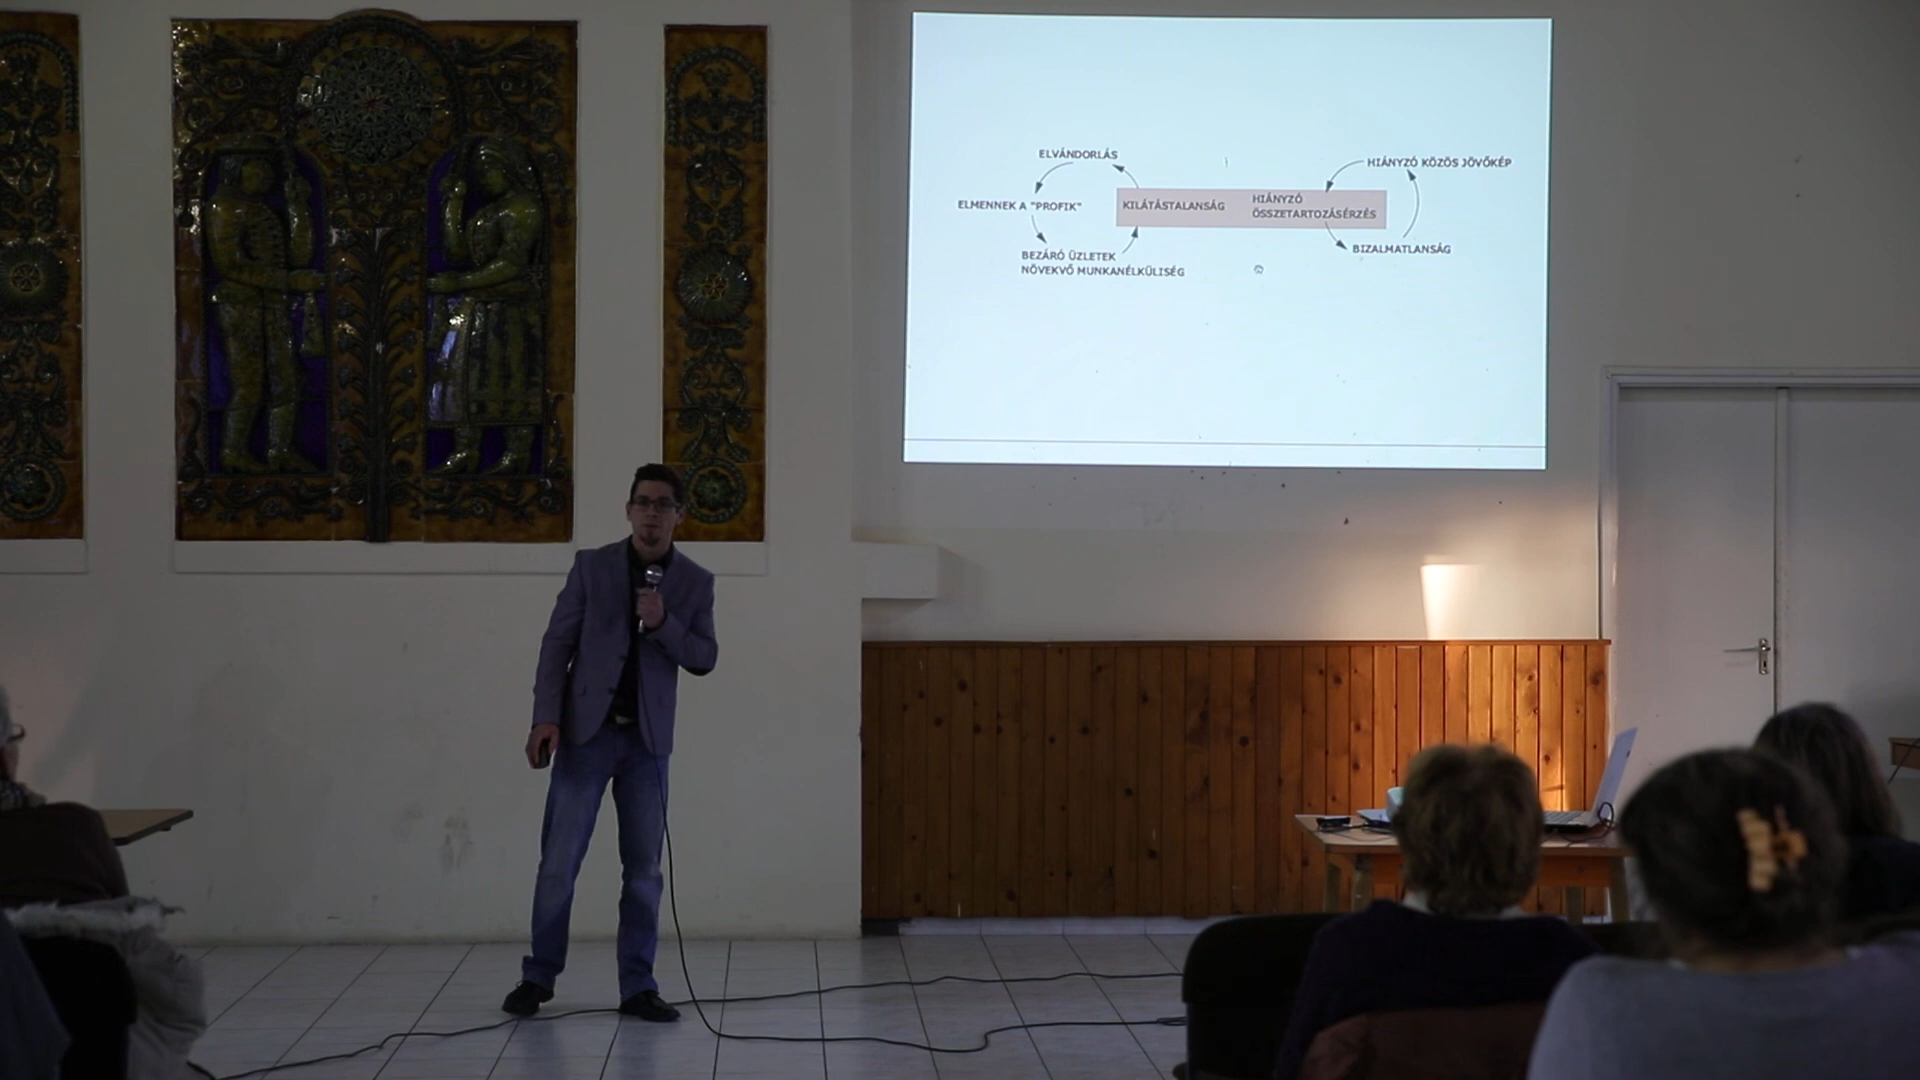 ELVÁNDORLÁS
ELMENNEK A "PROFIK"
BEZÁRÓ ÜZLETEK
NÖVEKVŐ MUNKANÉLKÜLISÉG
KILÁTÁSTALANSÁG
HIÁNYZÓ
ÖSSZETARTOZÁSÉRZÉS
HIÁNYZÓ KÖZÖS JÖVŐKÉP
BIZALMATLANSÁG